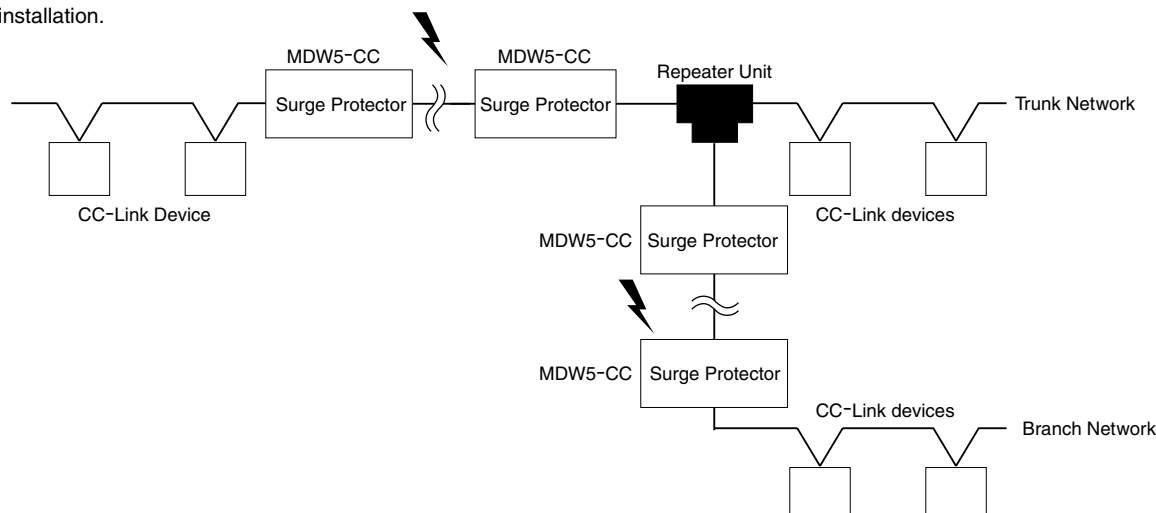 installation.
MDW5-CC
MDW5-CC
Surge Protector
Surge Protector
Repeater Unit
Trunk Network
CC-Link Device
CC-Link devices
MDW5-CC
Surge Protector
MDW5-CC
Surge Protector
CC-Link devices
Branch Network